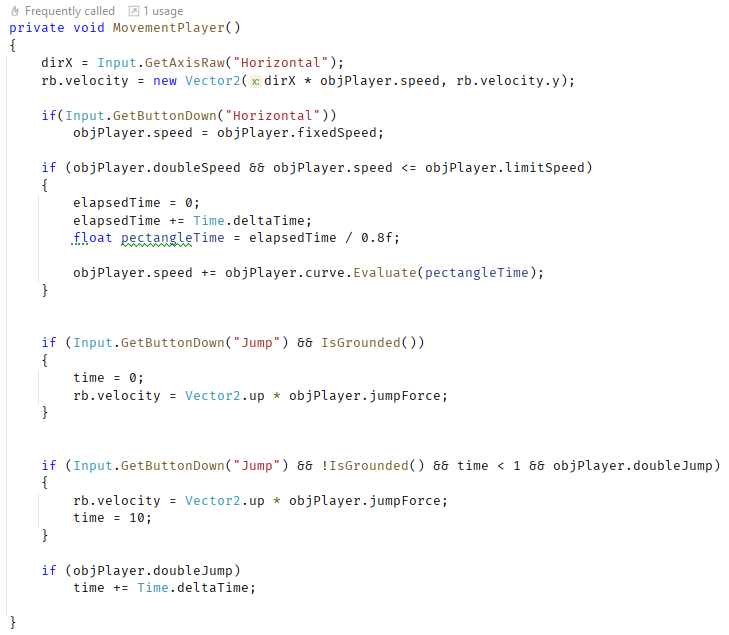 Frequently called 1 usage
private void MovementPlayer()
{
dirX = Input.GetAxisRaw("Horizontal");
rb.velocity = new Vector2( x: dirX * objPlayer.speed, rb.velocity.y);
if(Input.GetButtonDown("Horizontal"))
objPlayer.speed = objPlayer.fixedSpeed;
if (objPlayer.doubleSpeed && objPlayer.speed <= objPlayer.limitSpeed)
{
elapsedTime = 0;
elapsedTime += Time.deltaTime;
float pectangleTime = elapsedTime / 0.8f;
objPlayer.speed += objPlayer.curve.Evaluate(pectangleTime);
}
if (Input.GetButtonDown("Jump") && IsGrounded())
{
time = 0;
rb.velocity = Vector2.up * objPlayer.jumpForce;
}
if (Input.GetButtonDown("Jump") && !IsGrounded() && time < 1 && objPlayer.doubleJump)
{
rb.velocity = Vector2.up * objPlayer.jumpForce;
time = 10;
}
if (objPlayer.doubleJump)
time += Time.deltaTime;
}